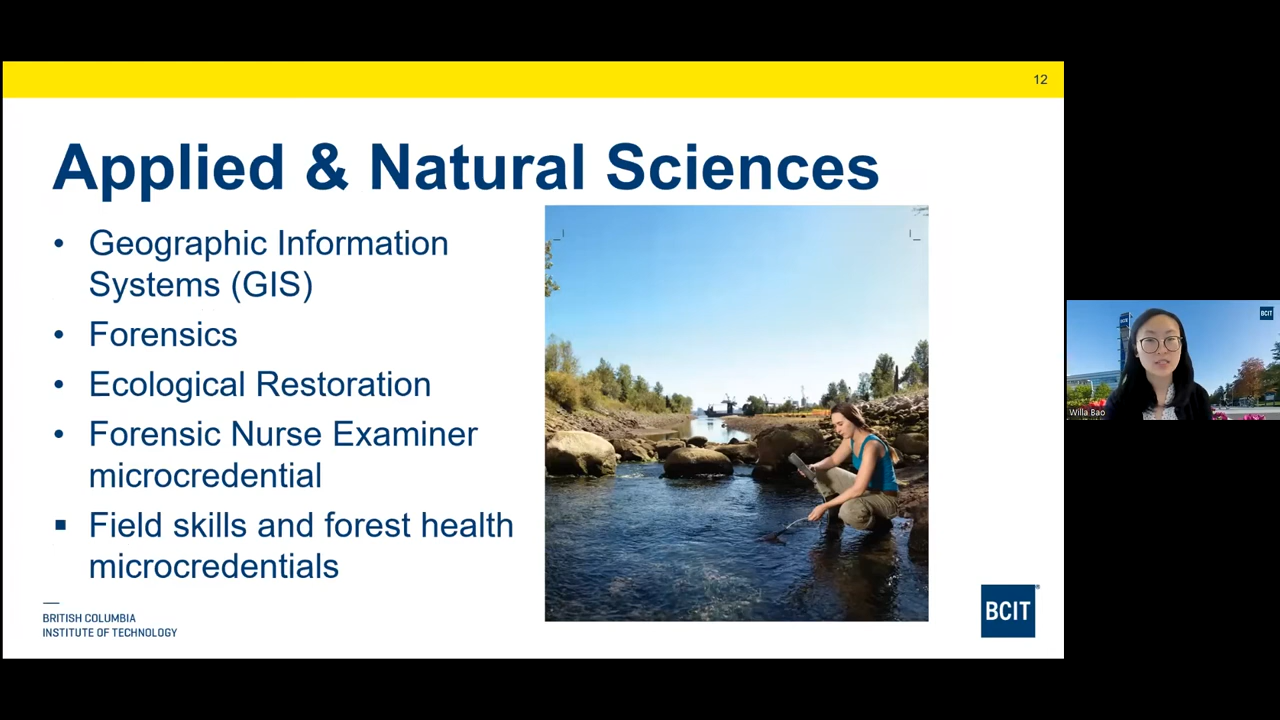 12
Applied & Natural Sciences
• Geographic Information
Systems (GIS)
• Forensics
• Ecological Restoration
• Forensic Nurse Examiner
microcredential
▪ Field skills and forest health
microcredentials
BRITISH COLUMBIA
INSTITUTE OF TECHNOLOGY
BCIT®
BCIT
Willa Bao